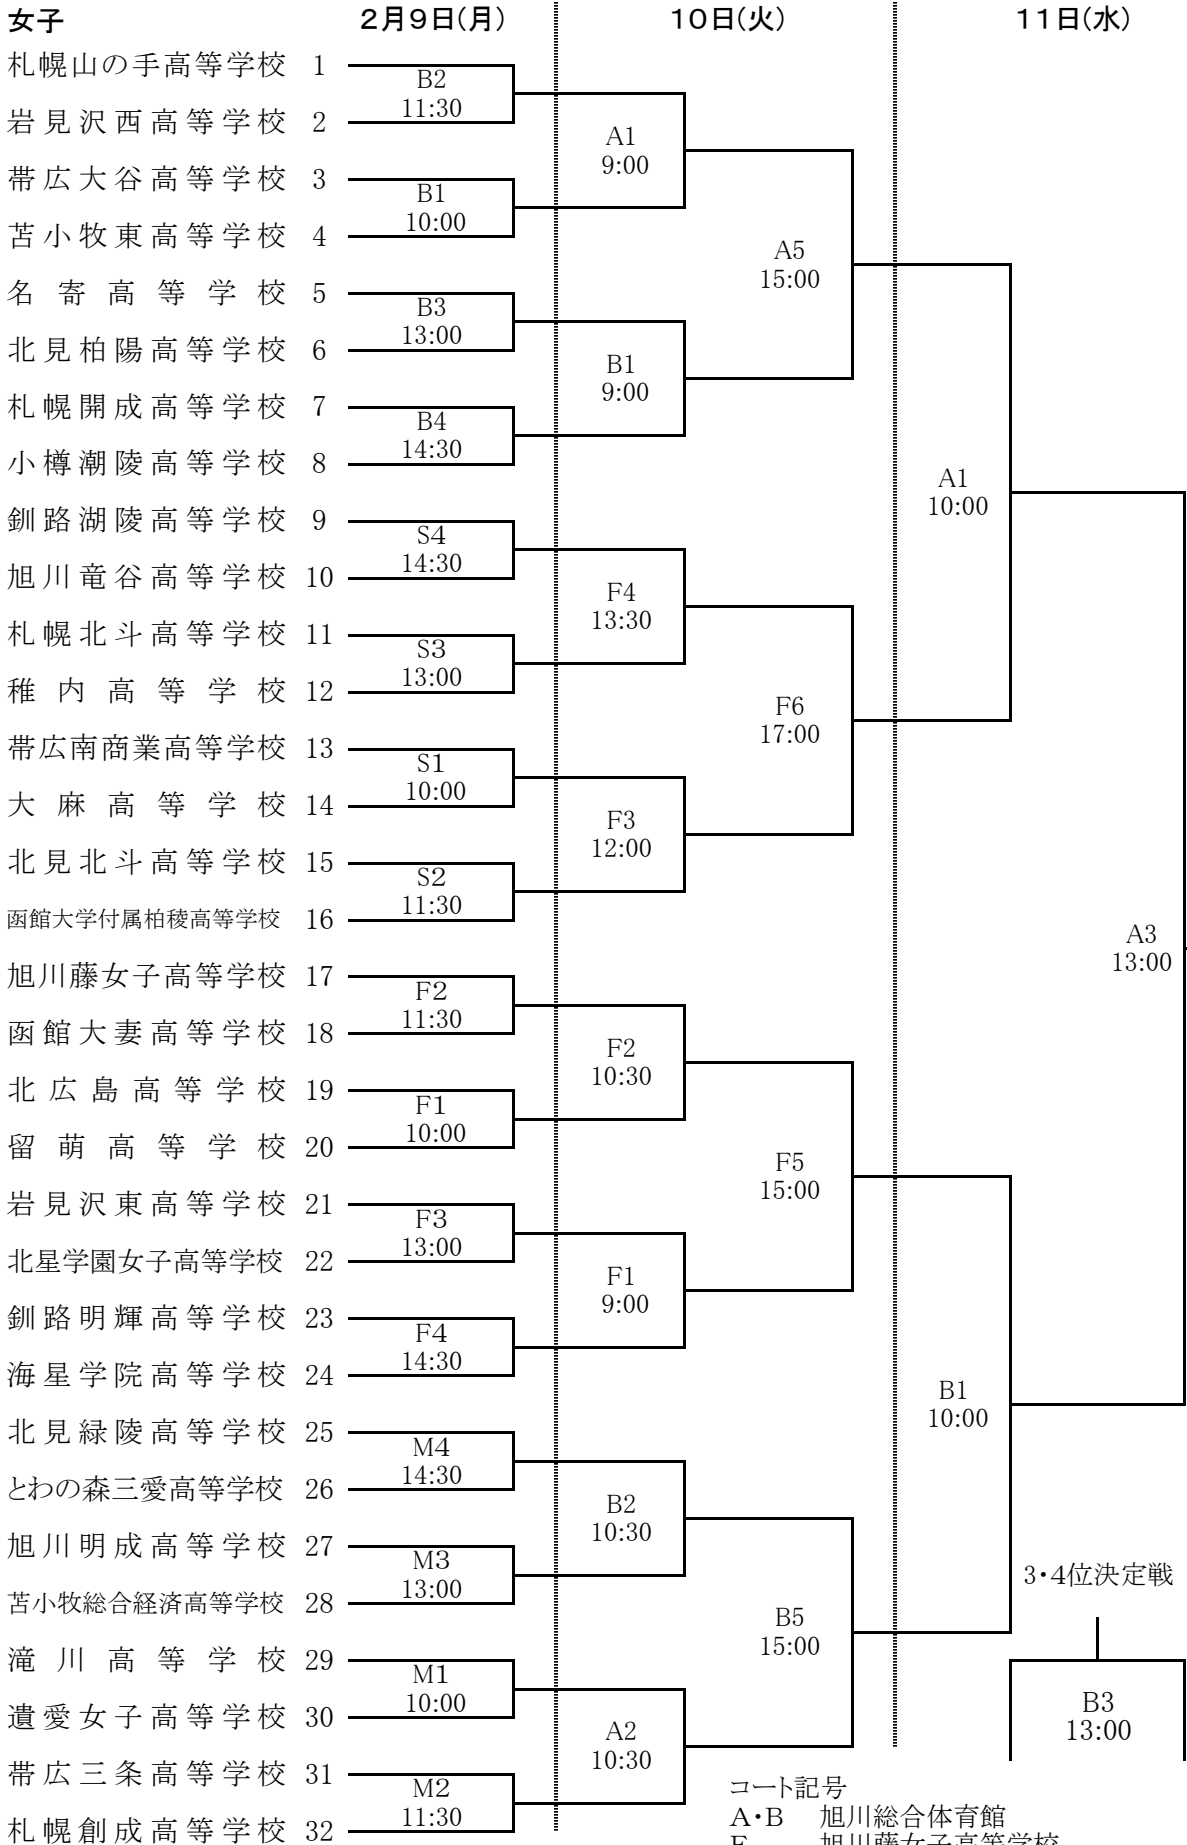 女子 2月9日(月) 10日(火) 11日(水)
札幌山の手高等学校 1
B2
11:30
岩見沢西高等学校 2
A1
9:00
帯広大谷高等学校 3
B1
10:00
苫小牧東高等学校 4
A5
15:00
名寄高等学校 5
B3
13:00
北見柏陽高等学校 6
B1
9:00
札幌開成高等学校 7
B4
14:30
小樽潮陵高等学校 8
A1
10:00
釧路湖陵高等学校 9
S4
14:30
旭川竜谷高等学校 10
F4
13:30
札幌北斗高等学校 11
S3
13:00
稚内高等学校 12
F6
17:00
帯広南商業高等学校 13
S1
10:00
大麻高等学校 14
F3
12:00
北見北斗高等学校 15
S2
11:30
函館大学付属柏稜高等学校 16
A3
13:00
旭川藤女子高等学校 17
F2
11:30
函館大妻高等学校 18
F2
10:30
北広島高等学校 19
F1
10:00
留萌高等学校 20
F5
15:00
岩見沢東高等学校 21
F3
13:00
北星学園女子高等学校 22
F1
9:00
釧路明輝高等学校 23
F4
14:30
海星学院高等学校 24
B1
10:00
北見緑陵高等学校 25
M4
14:30
とわの森三愛高等学校 26
B2
10:30
旭川明成高等学校 27
M3
13:00
3・4位決定戦
苫小牧総合経済高等学校 28
B5
15:00
滝川高等学校 29
M1
10:00
遺愛女子高等学校 30
B3
13:00
A2
10:30
帯広三条高等学校 31
M2
11:30
札幌創成高等学校 32
コート記号
A・B 旭川総合体育館
F 旭川藤女子高等学校